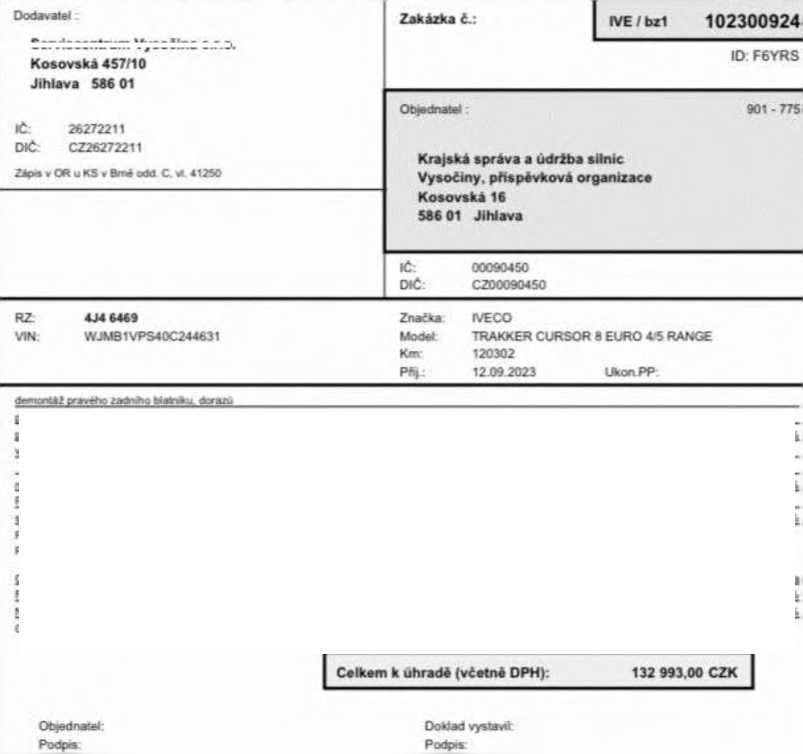 Dodavatel :
Kosovská 457/10
Jihlava 586 01
IČ: 26272211
DIČ: CZ26272211
Zápis v OR u KS v Brně odd. C, vl. 41250
Zakázka č.: IVE / bz1 102300924
ID: F6YRS
Objednatel : 901 - 775
Krajská správa a údržba silnic
Vysočiny, příspěvková organizace
Kosovská 16
586 01 Jihlava
IČ: 00090450
DIČ: CZ00090450
RZ: 4J4 6469
VIN: WJMB1VPS40C244631
Značka: IVECO
Model: TRAKKER CURSOR 8 EURO 4/5 RANGE
Km: 120302
Přij.: 12.09.2023 Ukon.PP:
demontáž pravého zadního blatníku, dorazů
Celkem k úhradě (včetně DPH): 132 993,00 CZK
Objednatel:
Podpis:
Doklad vystavil:
Podpis: